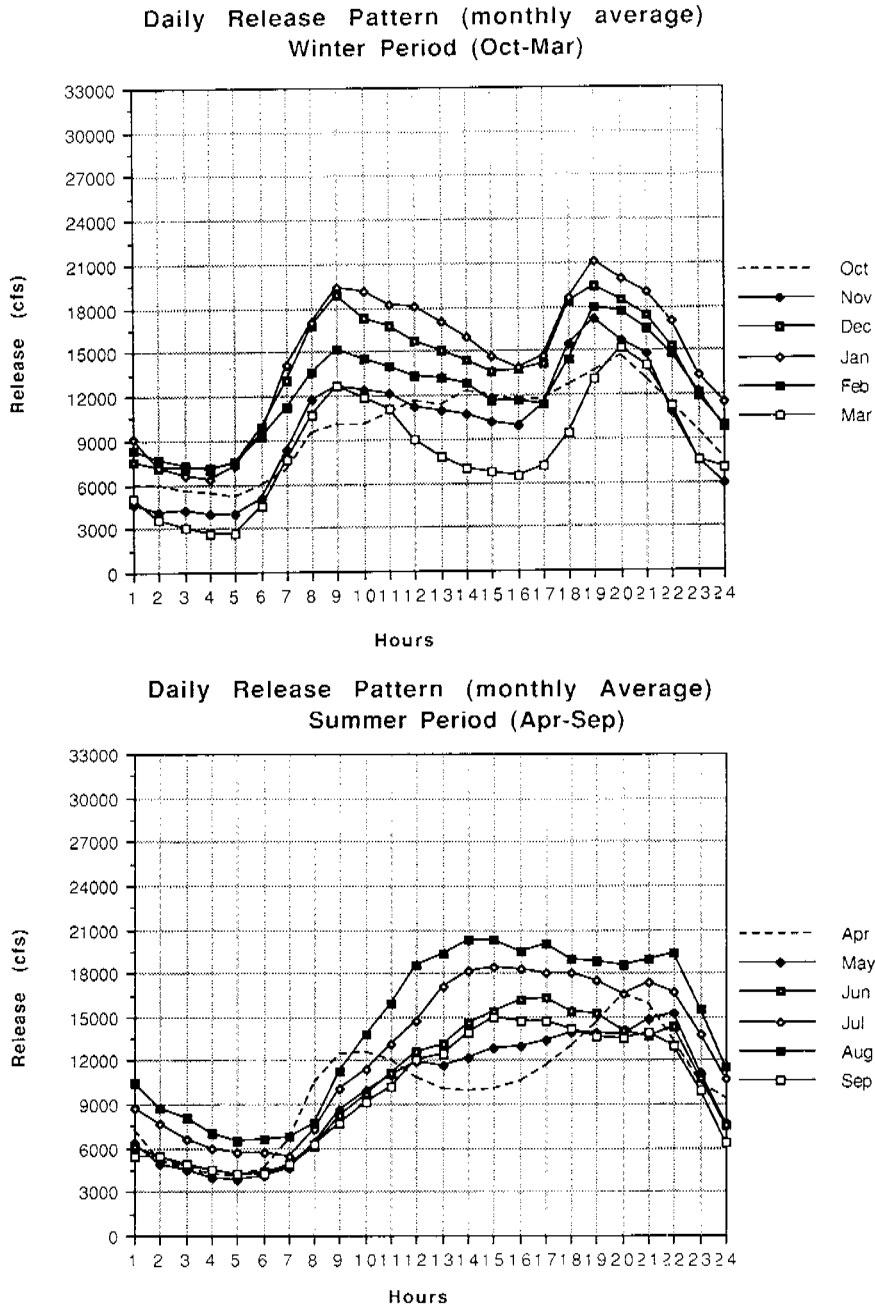 Daily Release Pattern (monthly average)
Winter Period (Oct-Mar)
33000
30000
27000
24000
21000
18000
15000
12000
9000
6000
3000
0
Release (cfs)
1 2 3 4 5 6 7 8 9 10 11 12 13 14 15 16 17 18 19 20 21 22 23 24
Hours
Oct
Nov
Dec
Jan
Feb
Mar
Daily Release Pattern (monthly Average)
Summer Period (Apr-Sep)
33000
30000
27000
24000
21000
18000
15000
12000
9000
6000
3000
0
Release (cfs)
1 2 3 4 5 6 7 8 9 10 11 12 13 14 15 16 17 18 19 20 21 22 23 24
Hours
Apr
May
Jun
Jul
Aug
Sep